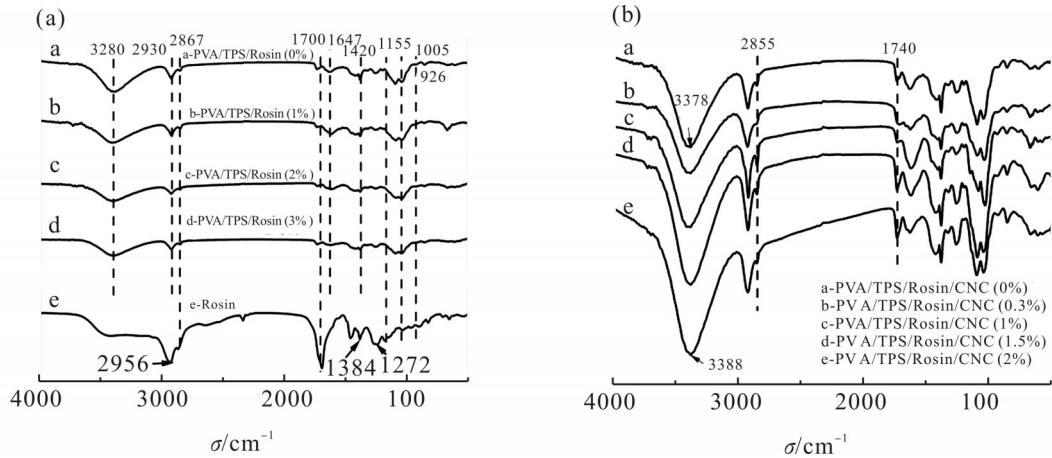 (a)
3280 2930 2867 1700 1647 1420 1155 1005 926
a
a-PVA/TPS/Rosin (0%)
b
b-PVA/TPS/Rosin (1%)
c
c-PVA/TPS/Rosin (2%)
d
d-PVA/TPS/Rosin (3%)
e
e-Rosin
2956 1384 1272
4000 3000 2000 100
σ/cm⁻¹
(b)
a 2855 1740
b 3378
c
d
e
3388
a-PVA/TPS/Rosin/CNC (0%)
b-PV A/TPS/Rosin/CNC (0.3%)
c-PVA/TPS/Rosin/CNC (1%)
d-PVA/TPS/Rosin/CNC (1.5%)
e-PV A/TPS/Rosin/CNC (2%)
4000 3000 2000 100
σ/cm⁻¹